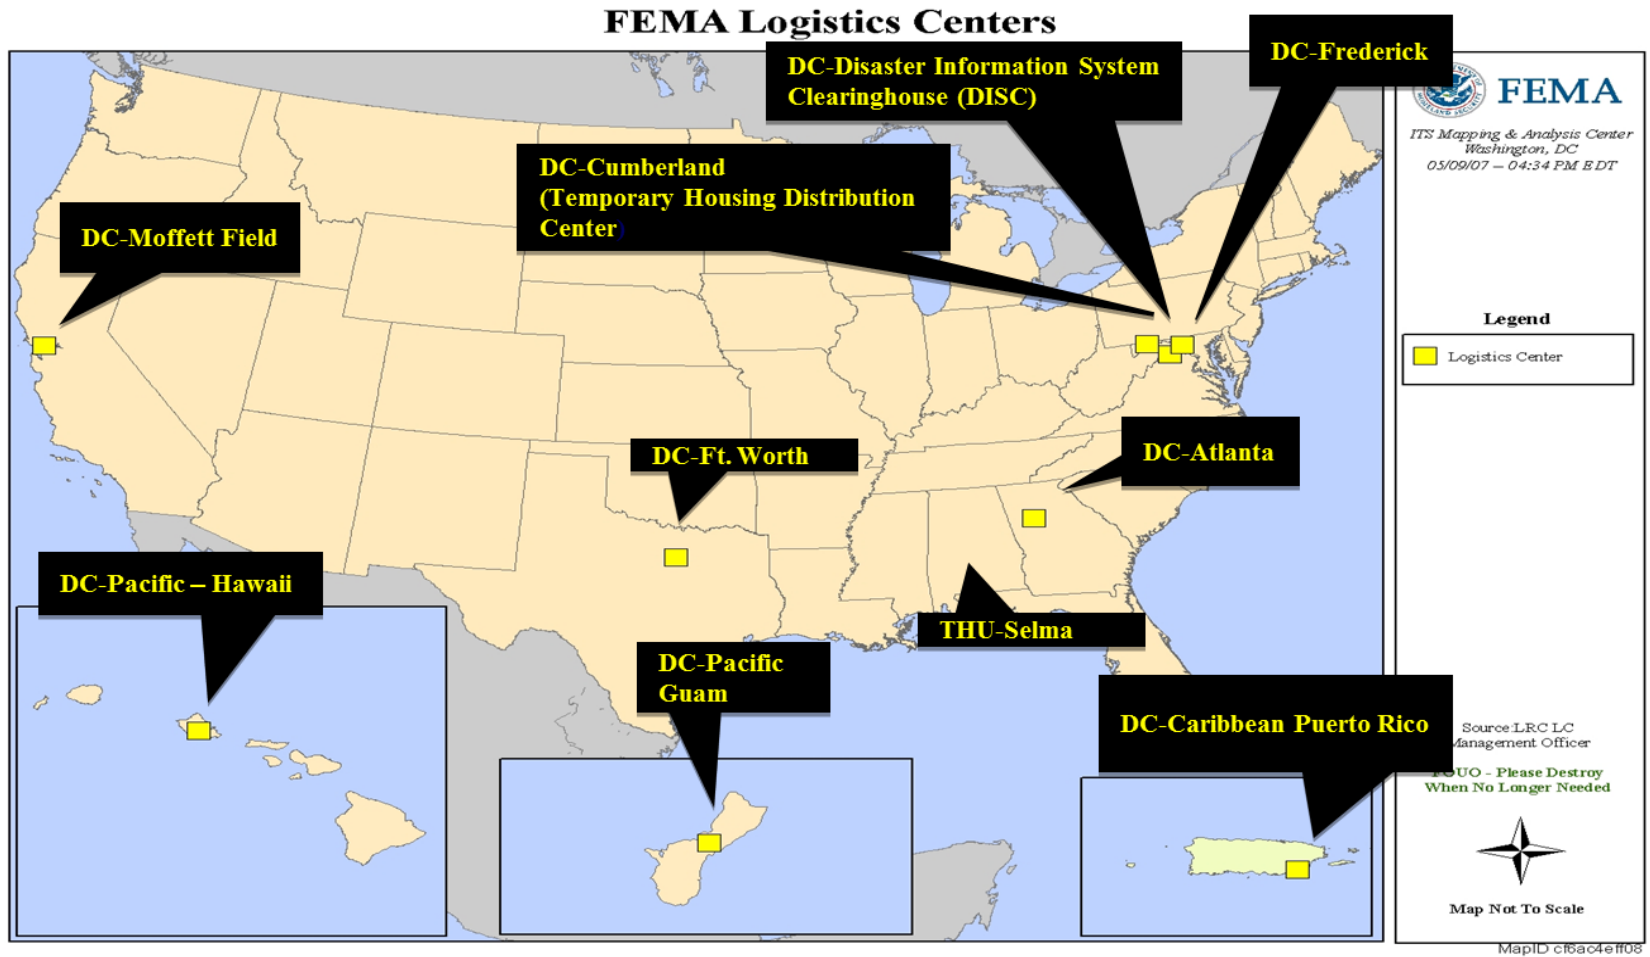 FEMA Logistics Centers
DC-Disaster Information System
Clearinghouse (DISC)
DC-Frederick
FEMA
ITS Mapping & Analysis Center
Washington, DC
05/09/07 – 04:34 PM EDT
DC-Cumberland
(Temporary Housing Distribution
Center)
DC-Moffett Field
Legend
Logistics Center
DC-Ft. Worth
DC-Atlanta
DC-Pacific – Hawaii
THU-Selma
DC-Pacific
Guam
DC-Caribbean Puerto Rico
Source:LRC LC
Management Officer
FOUO - Please Destroy
When No Longer Needed
Map Not To Scale
MapID cf6ac4eff08